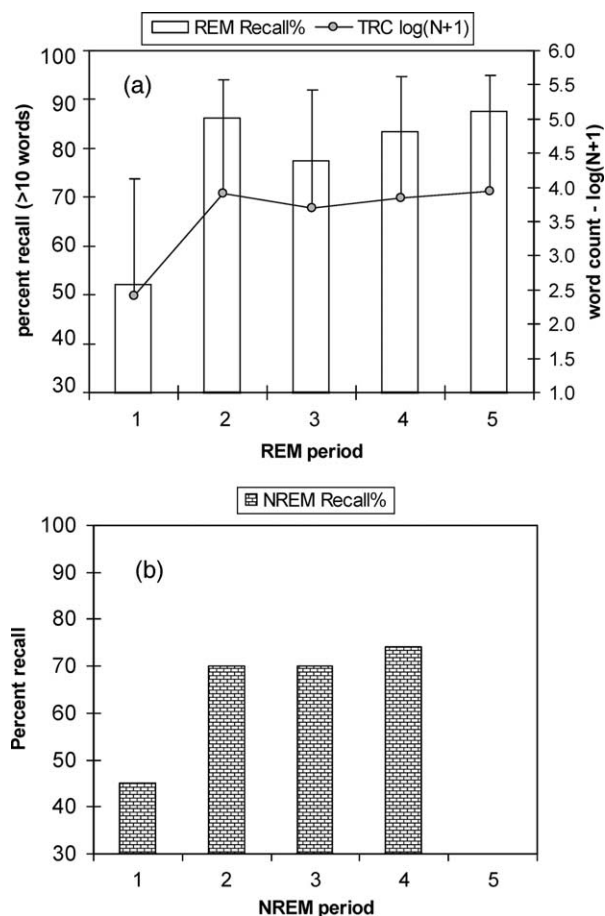 REM Recall% TRC log(N+1)
(a)
percent recall (>10 words)
100
90
80
70
60
50
40
30
word count - log(N+1)
6.0
5.5
5.0
4.5
4.0
3.5
3.0
2.5
2.0
1.5
1.0
1 2 3 4 5
REM period
NREM Recall%
(b)
Percent recall
100
90
80
70
60
50
40
30
1 2 3 4 5
NREM period